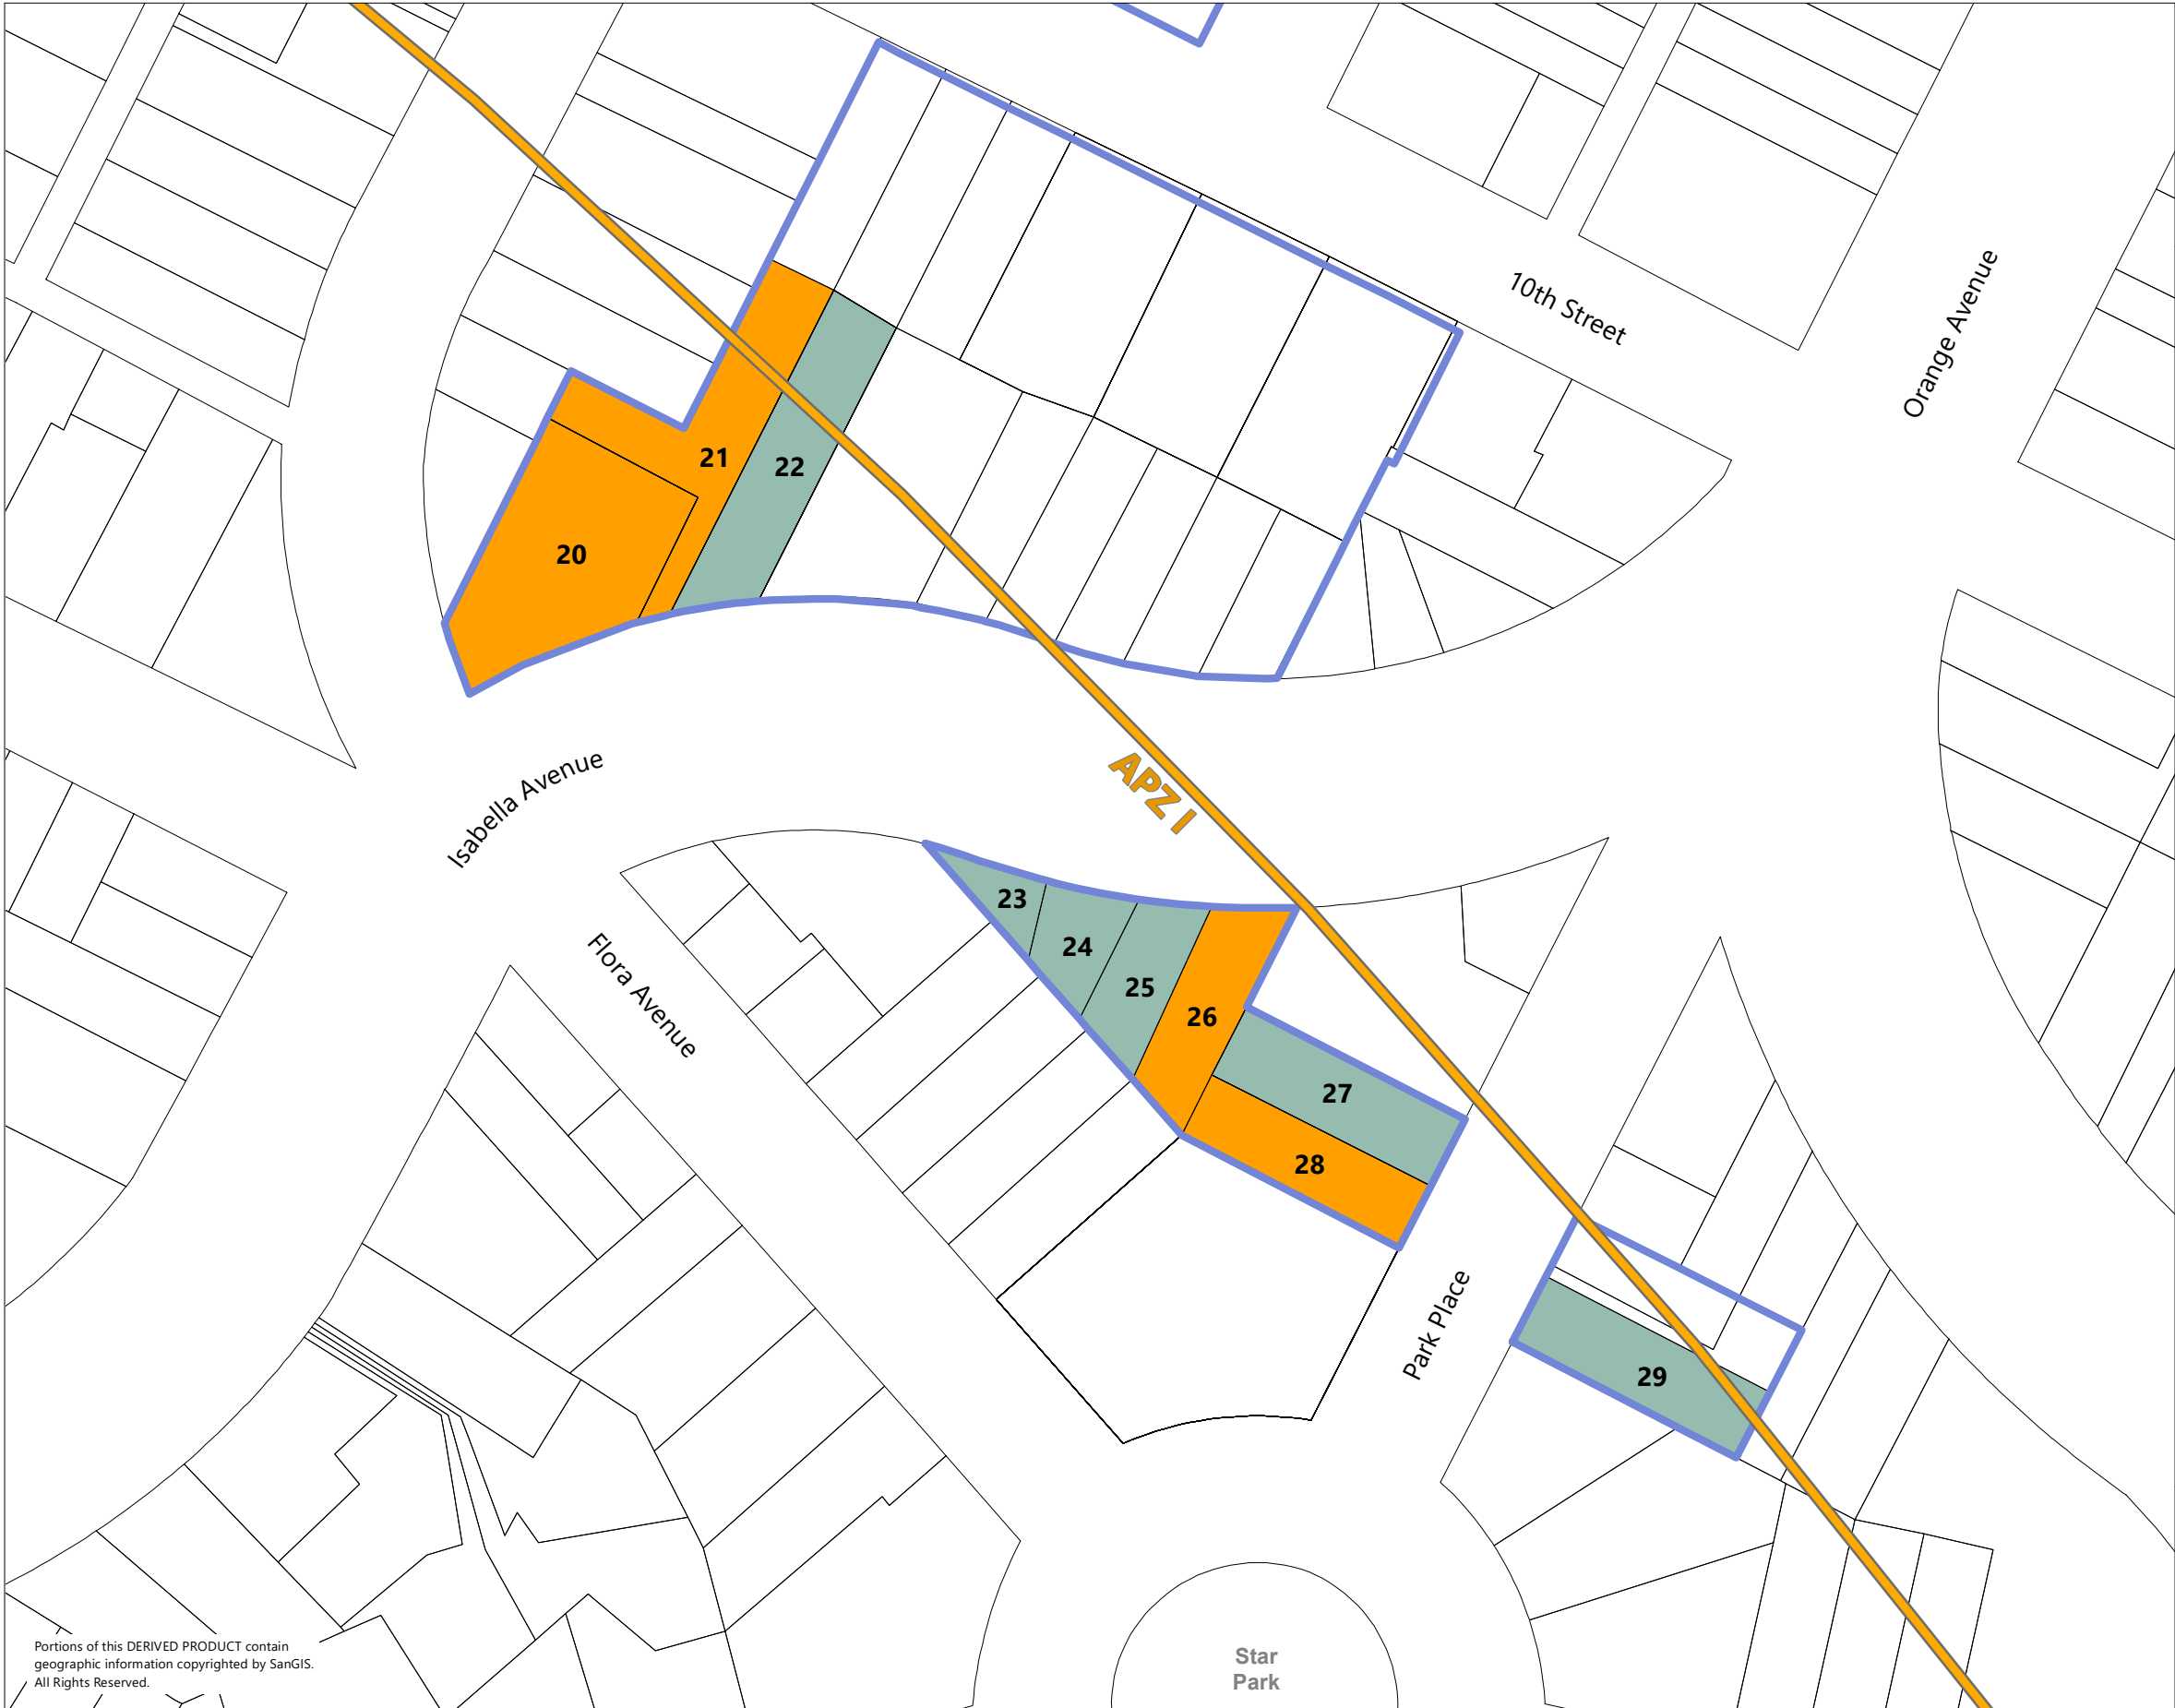 10th Street
Orange Avenue
21
22
20
Isabella Avenue
APZ I
23
24
25
26
Flora Avenue
27
28
Park Place
29
Star
Park
Portions of this DERIVED PRODUCT contain
geographic information copyrighted by SanGIS.
All Rights Reserved.